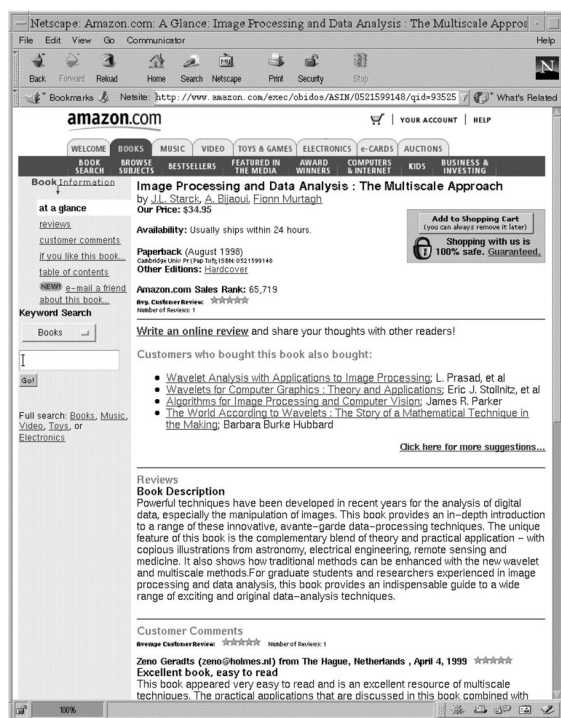 Netscape: Amazon.com: A Glance: Image Processing and Data Analysis : The Multiscale Approa
File Edit View Go Communicator Help
Back Forward Reload Home Search Netscape Print Security Stop
Bookmarks Netsite: http://www.amazon.com/exec/obidos/ASIN/0521599148/qid=93525 What's Related
amazon.com YOUR ACCOUNT HELP
WELCOME BOOKS MUSIC VIDEO TOYS & GAMES ELECTRONICS e-CARDS AUCTIONS
BOOK SEARCH BROWSE SUBJECTS BESTSELLERS FEATURED IN THE MEDIA AWARD WINNERS COMPUTERS & INTERNET KIDS BUSINESS & INVESTING
Book Information
at a glance
reviews
customer comments
if you like this book...
table of contents
NEW! e-mail a friend
about this book...
Keyword Search
Books
Go!
Full search: Books, Music,
Video, Toys, or
Electronics
Image Processing and Data Analysis : The Multiscale Approach
by J.L. Starck, A. Bijaoui, Fionn Murtagh
Our Price: $34.95
Availability: Usually ships within 24 hours.
Paperback (August 1998)
Cambridge Univ Pr (Pap Txt); ISBN: 0521599148
Other Editions: Hardcover
Amazon.com Sales Rank: 65,719
Avg. Customer Review:
Number of Reviews: 1
Add to Shopping Cart
(you can always remove it later)
Shopping with us is
100% safe. Guaranteed.
Write an online review and share your thoughts with other readers!
Customers who bought this book also bought:
• Wavelet Analysis with Applications to Image Processing; L. Prasad, et al
• Wavelets for Computer Graphics : Theory and Applications; Eric J. Stollnitz, et al
• Algorithms for Image Processing and Computer Vision; James R. Parker
• The World According to Wavelets : The Story of a Mathematical Technique in
the Making; Barbara Burke Hubbard
Click here for more suggestions...
Reviews
Book Description
Powerful techniques have been developed in recent years for the analysis of digital
data, especially the manipulation of images. This book provides an in-depth introduction
to a range of these innovative, avante-garde data-processing techniques. The unique
feature of this book is the complementary blend of theory and practical application - with
copious illustrations from astronomy, electrical engineering, remote sensing and
medicine. It also shows how traditional methods can be enhanced with the new wavelet
and multiscale methods.For graduate students and researchers experienced in image
processing and data analysis, this book provides an indispensable guide to a wide
range of exciting and original data-analysis techniques.
Customer Comments
Average Customer Review: Number of Reviews: 1
Zeno Geradts (zeno@holmes.nl) from The Hague, Netherlands , April 4, 1999
Excellent book, easy to read
This book appeared very easy to read and is an excellent resource of multiscale
techniques. The practical applications that are discussed in this book combined with
100%